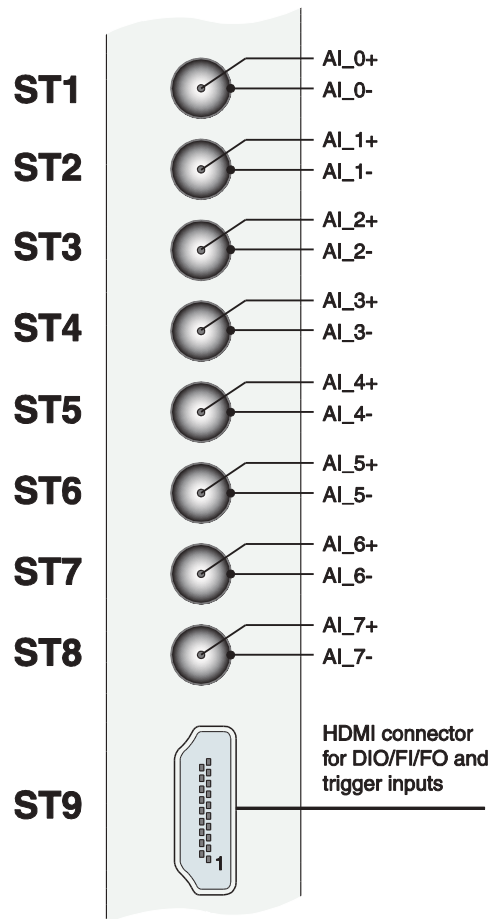 ST1
AI_0+
AI_0-
ST2
AI_1+
AI_1-
ST3
AI_2+
AI_2-
ST4
AI_3+
AI_3-
ST5
AI_4+
AI_4-
ST6
AI_5+
AI_5-
ST7
AI_6+
AI_6-
ST8
AI_7+
AI_7-
ST9
HDMI connector
for DIO/FI/FO and
trigger inputs
1